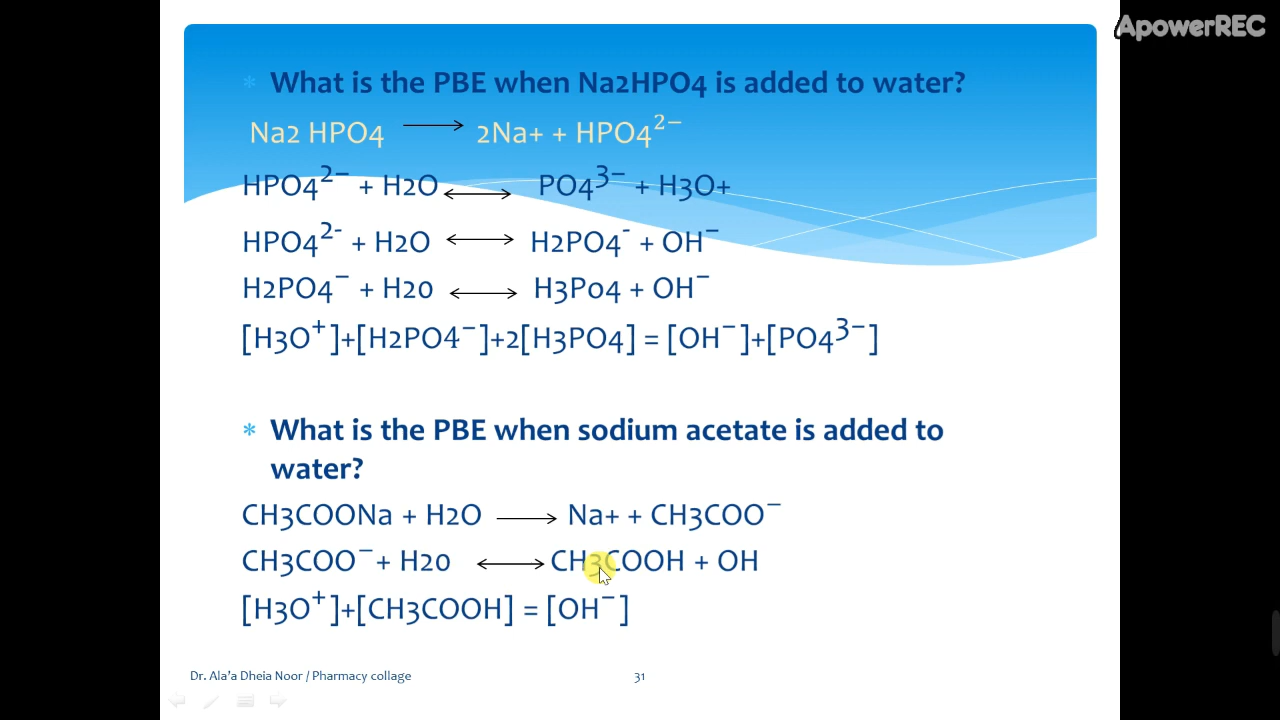 ApowerREC
* What is the PBE when Na2HPO4 is added to water?
Na2 HPO4 ⟶ 2Na+ + HPO4²⁻
HPO4²⁻ + H2O ⟷ PO4³⁻ + H3O+
HPO4²⁻ + H2O ⟷ H2PO4⁻ + OH⁻
H2PO4⁻ + H20 ⟷ H3Po4 + OH⁻
[H3O⁺]+[H2PO4⁻]+2[H3PO4] = [OH⁻]+[PO4³⁻]
* What is the PBE when sodium acetate is added to
water?
CH3COONa + H2O ⟶ Na+ + CH3COO⁻
CH3COO⁻ + H20 ⟷ CH3COOH + OH
[H3O⁺]+[CH3COOH] = [OH⁻]
Dr. Ala'a Dheia Noor / Pharmacy collage 31